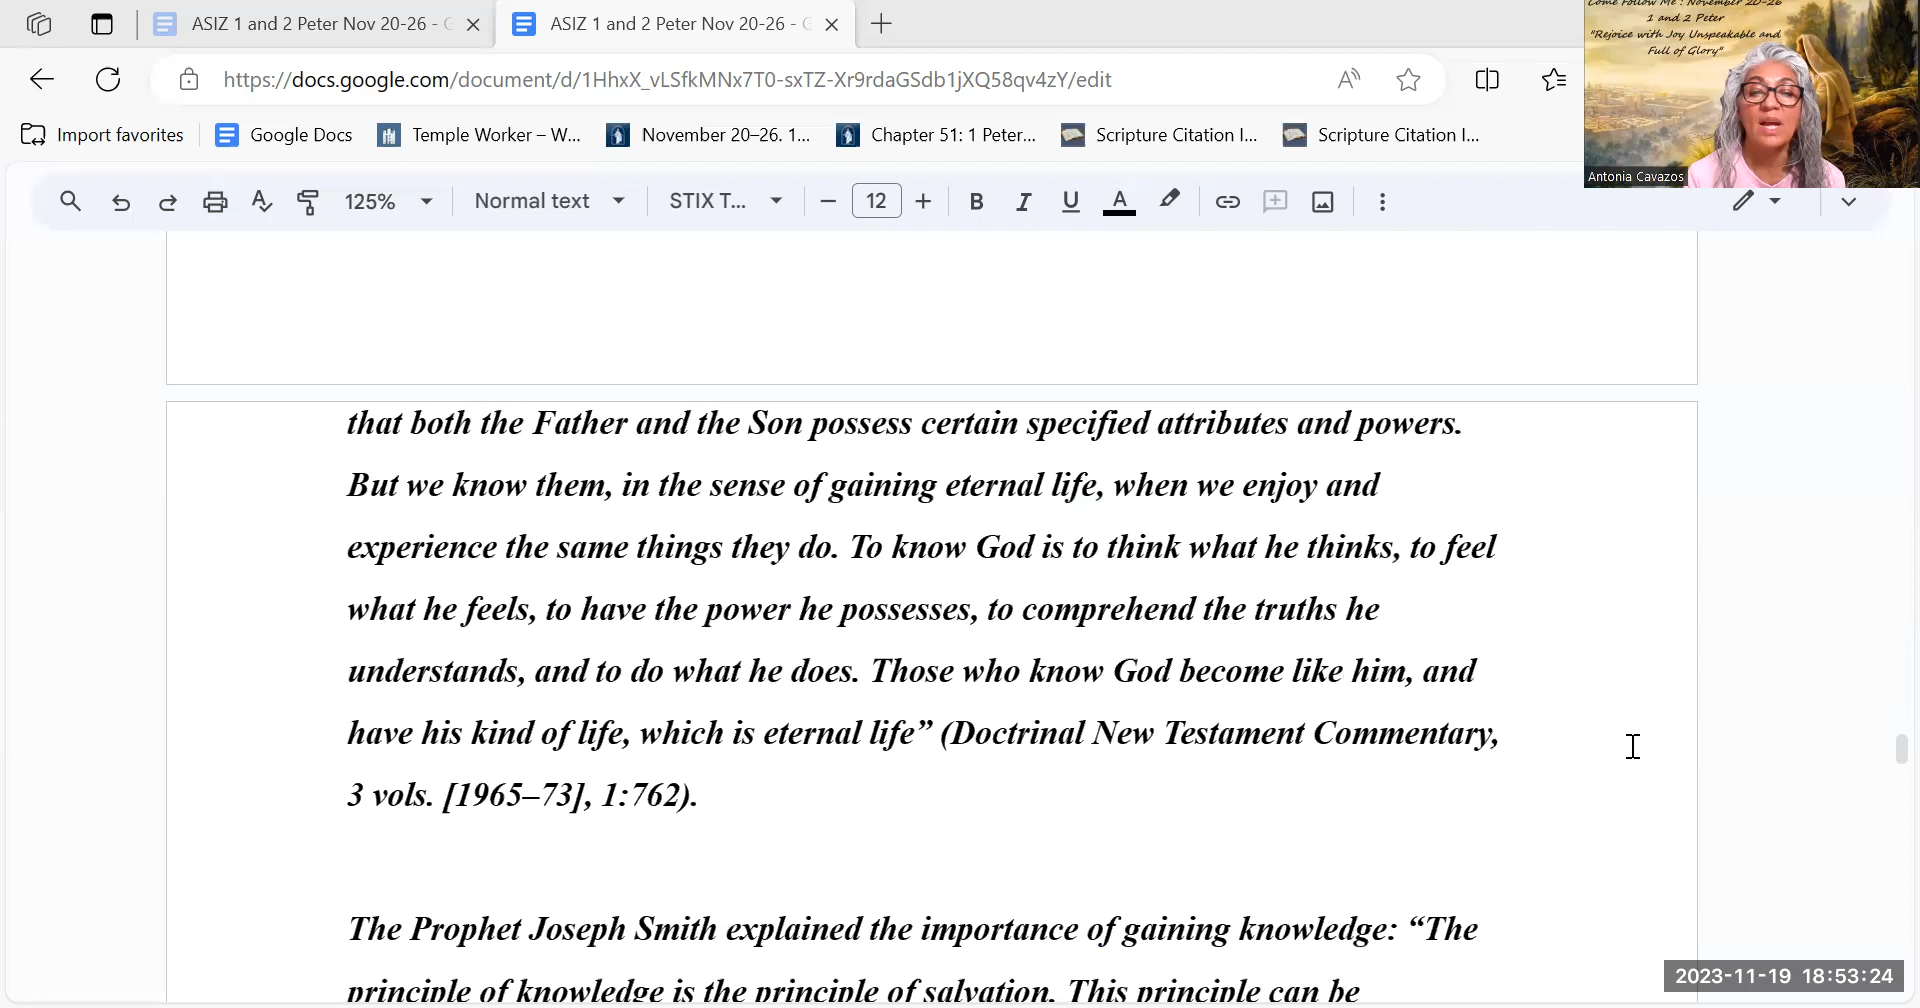 ASIZ 1 and 2 Peter Nov 20-26 - G
ASIZ 1 and 2 Peter Nov 20-26 - G
https://docs.google.com/document/d/1HhxX_vLSfkMNx7T0-sxTZ-Xr9rdaGSdb1jXQ58qv4zY/edit
Import favorites
Google Docs
Temple Worker – W...
November 20–26. 1...
Chapter 51: 1 Peter...
Scripture Citation I...
Scripture Citation I...
Come Follow Me : November 20-26
1 and 2 Peter
"Rejoice with Joy Unspeakable and
Full of Glory"
Antonia Cavazos
125%
Normal text
STIX T...
12
that both the Father and the Son possess certain specified attributes and powers.
But we know them, in the sense of gaining eternal life, when we enjoy and
experience the same things they do. To know God is to think what he thinks, to feel
what he feels, to have the power he possesses, to comprehend the truths he
understands, and to do what he does. Those who know God become like him, and
have his kind of life, which is eternal life” (Doctrinal New Testament Commentary,
3 vols. [1965–73], 1:762).
The Prophet Joseph Smith explained the importance of gaining knowledge: “The
principle of knowledge is the principle of salvation. This principle can be
2023-11-19 18:53:24